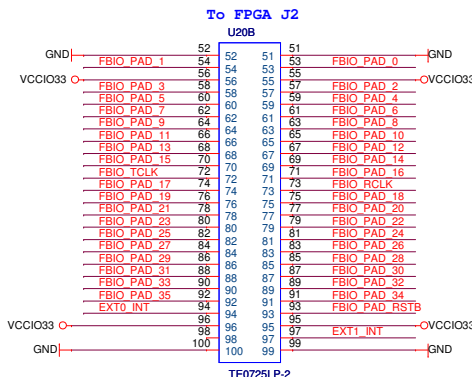 To FPGA J2
U20B
GND 52 52 51 51 GND
FBIO_PAD_1 54 54 53 53 FBIO_PAD_0
VCCIO33 56 56 55 55 VCCIO33
FBIO_PAD_3 58 58 57 57 FBIO_PAD_2
FBIO_PAD_5 60 60 59 59 FBIO_PAD_4
FBIO_PAD_7 62 62 61 61 FBIO_PAD_6
FBIO_PAD_9 64 64 63 63 FBIO_PAD_8
FBIO_PAD_11 66 66 65 65 FBIO_PAD_10
FBIO_PAD_13 68 68 67 67 FBIO_PAD_12
FBIO_PAD_15 70 70 69 69 FBIO_PAD_14
FBIO_TCLK 72 72 71 71 FBIO_PAD_16
FBIO_PAD_17 74 74 73 73 FBIO_RCLK
FBIO_PAD_19 76 76 75 75 FBIO_PAD_18
FBIO_PAD_21 78 78 77 77 FBIO_PAD_20
FBIO_PAD_23 80 80 79 79 FBIO_PAD_22
FBIO_PAD_25 82 82 81 81 FBIO_PAD_24
FBIO_PAD_27 84 84 83 83 FBIO_PAD_26
FBIO_PAD_29 86 86 85 85 FBIO_PAD_28
FBIO_PAD_31 88 88 87 87 FBIO_PAD_30
FBIO_PAD_33 90 90 89 89 FBIO_PAD_32
FBIO_PAD_35 92 92 91 91 FBIO_PAD_34
EXT0_INT 94 94 93 93 FBIO_PAD_RSTB
VCCIO33 96 96 95 95 VCCIO33
98 98 97 97 EXT1_INT
GND 100 100 99 99 GND
TE0725LP-2